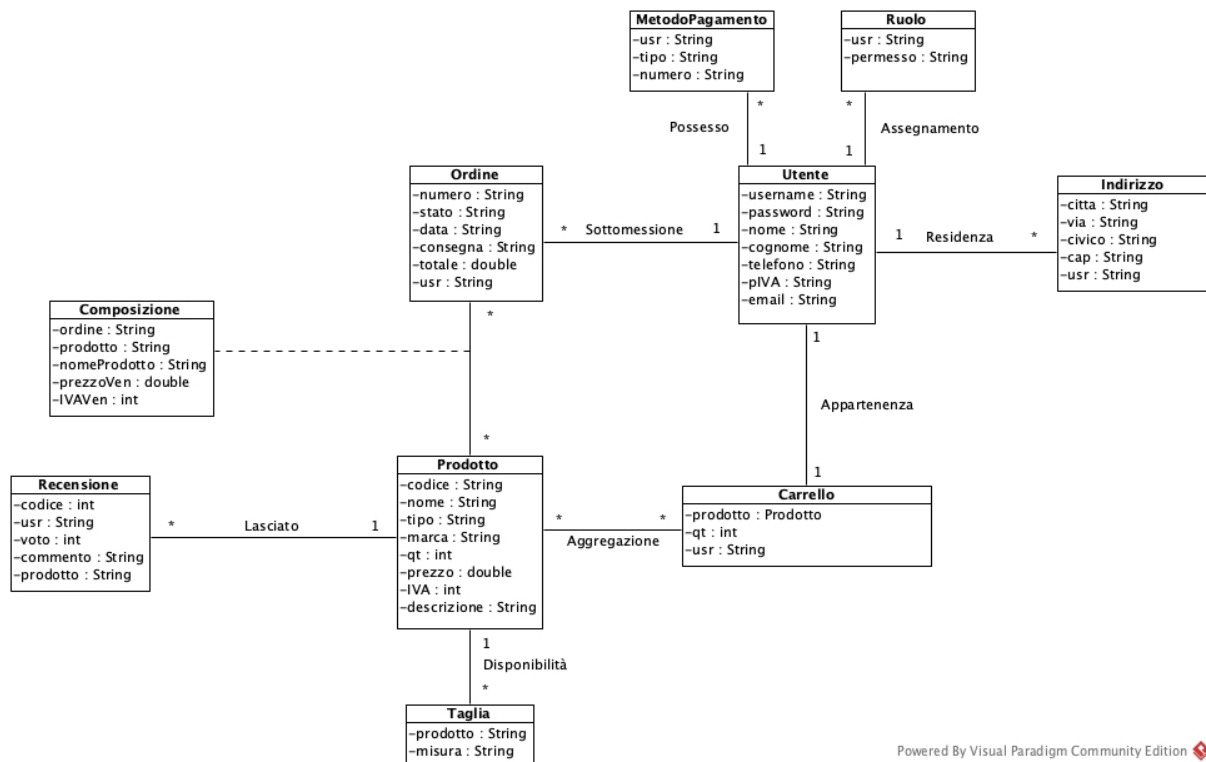 MetodoPagamento
-usr : String
-tipo : String
-numero : String
Ruolo
-usr : String
-permesso : String
*
*
Possesso
Assegnamento
1
1
Ordine
-numero : String
-stato : String
-data : String
-consegna : String
-totale : double
-usr : String
* Sottomessione 1
Utente
-username : String
-password : String
-nome : String
-cognome : String
-telefono : String
-pIVA : String
-email : String
1 Residenza *
Indirizzo
-citta : String
-via : String
-civico : String
-cap : String
-usr : String
Composizione
-ordine : String
-prodotto : String
-nomeProdotto : String
-prezzoVen : double
-IVAVen : int
*
*
1
Appartenenza
1
Recensione
-codice : int
-usr : String
-voto : int
-commento : String
-prodotto : String
* Lasciato 1
Prodotto
-codice : String
-nome : String
-tipo : String
-marca : String
-qt : int
-prezzo : double
-IVA : int
-descrizione : String
* *
Aggregazione
Carrello
-prodotto : Prodotto
-qt : int
-usr : String
1
Disponibilità
*
Taglia
-prodotto : String
-misura : String
Powered By Visual Paradigm Community Edition